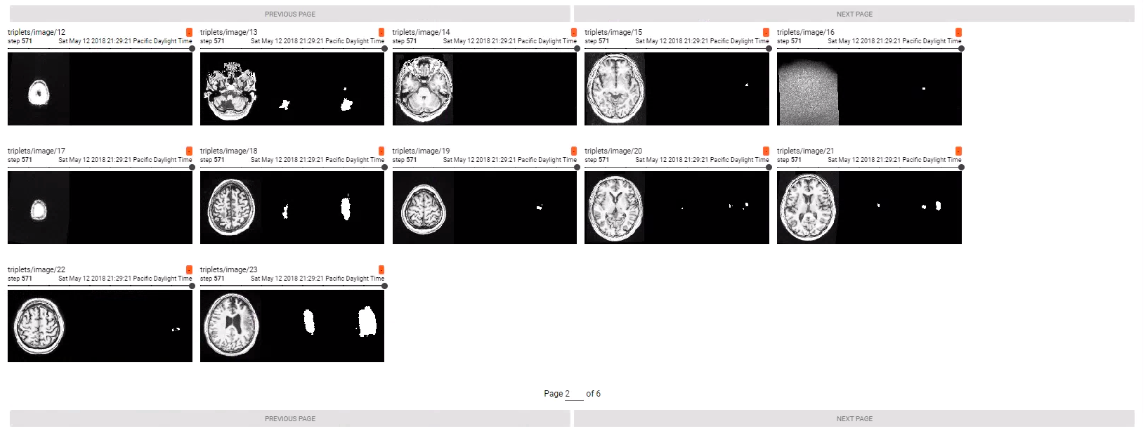 PREVIOUS PAGE NEXT PAGE
triplets/image/12 triplets/image/13 triplets/image/14 triplets/image/15 triplets/image/16
step 571 Sat May 12 2018 21:29:21 Pacific Daylight Time step 571 Sat May 12 2018 21:29:21 Pacific Daylight Time step 571 Sat May 12 2018 21:29:21 Pacific Daylight Time step 571 Sat May 12 2018 21:29:21 Pacific Daylight Time step 571 Sat May 12 2018 21:29:21 Pacific Daylight Time
triplets/image/17 triplets/image/18 triplets/image/19 triplets/image/20 triplets/image/21
step 571 Sat May 12 2018 21:29:21 Pacific Daylight Time step 571 Sat May 12 2018 21:29:21 Pacific Daylight Time step 571 Sat May 12 2018 21:29:21 Pacific Daylight Time step 571 Sat May 12 2018 21:29:21 Pacific Daylight Time step 571 Sat May 12 2018 21:29:21 Pacific Daylight Time
triplets/image/22 triplets/image/23
step 571 Sat May 12 2018 21:29:21 Pacific Daylight Time step 571 Sat May 12 2018 21:29:21 Pacific Daylight Time
Page 2 of 6
PREVIOUS PAGE NEXT PAGE